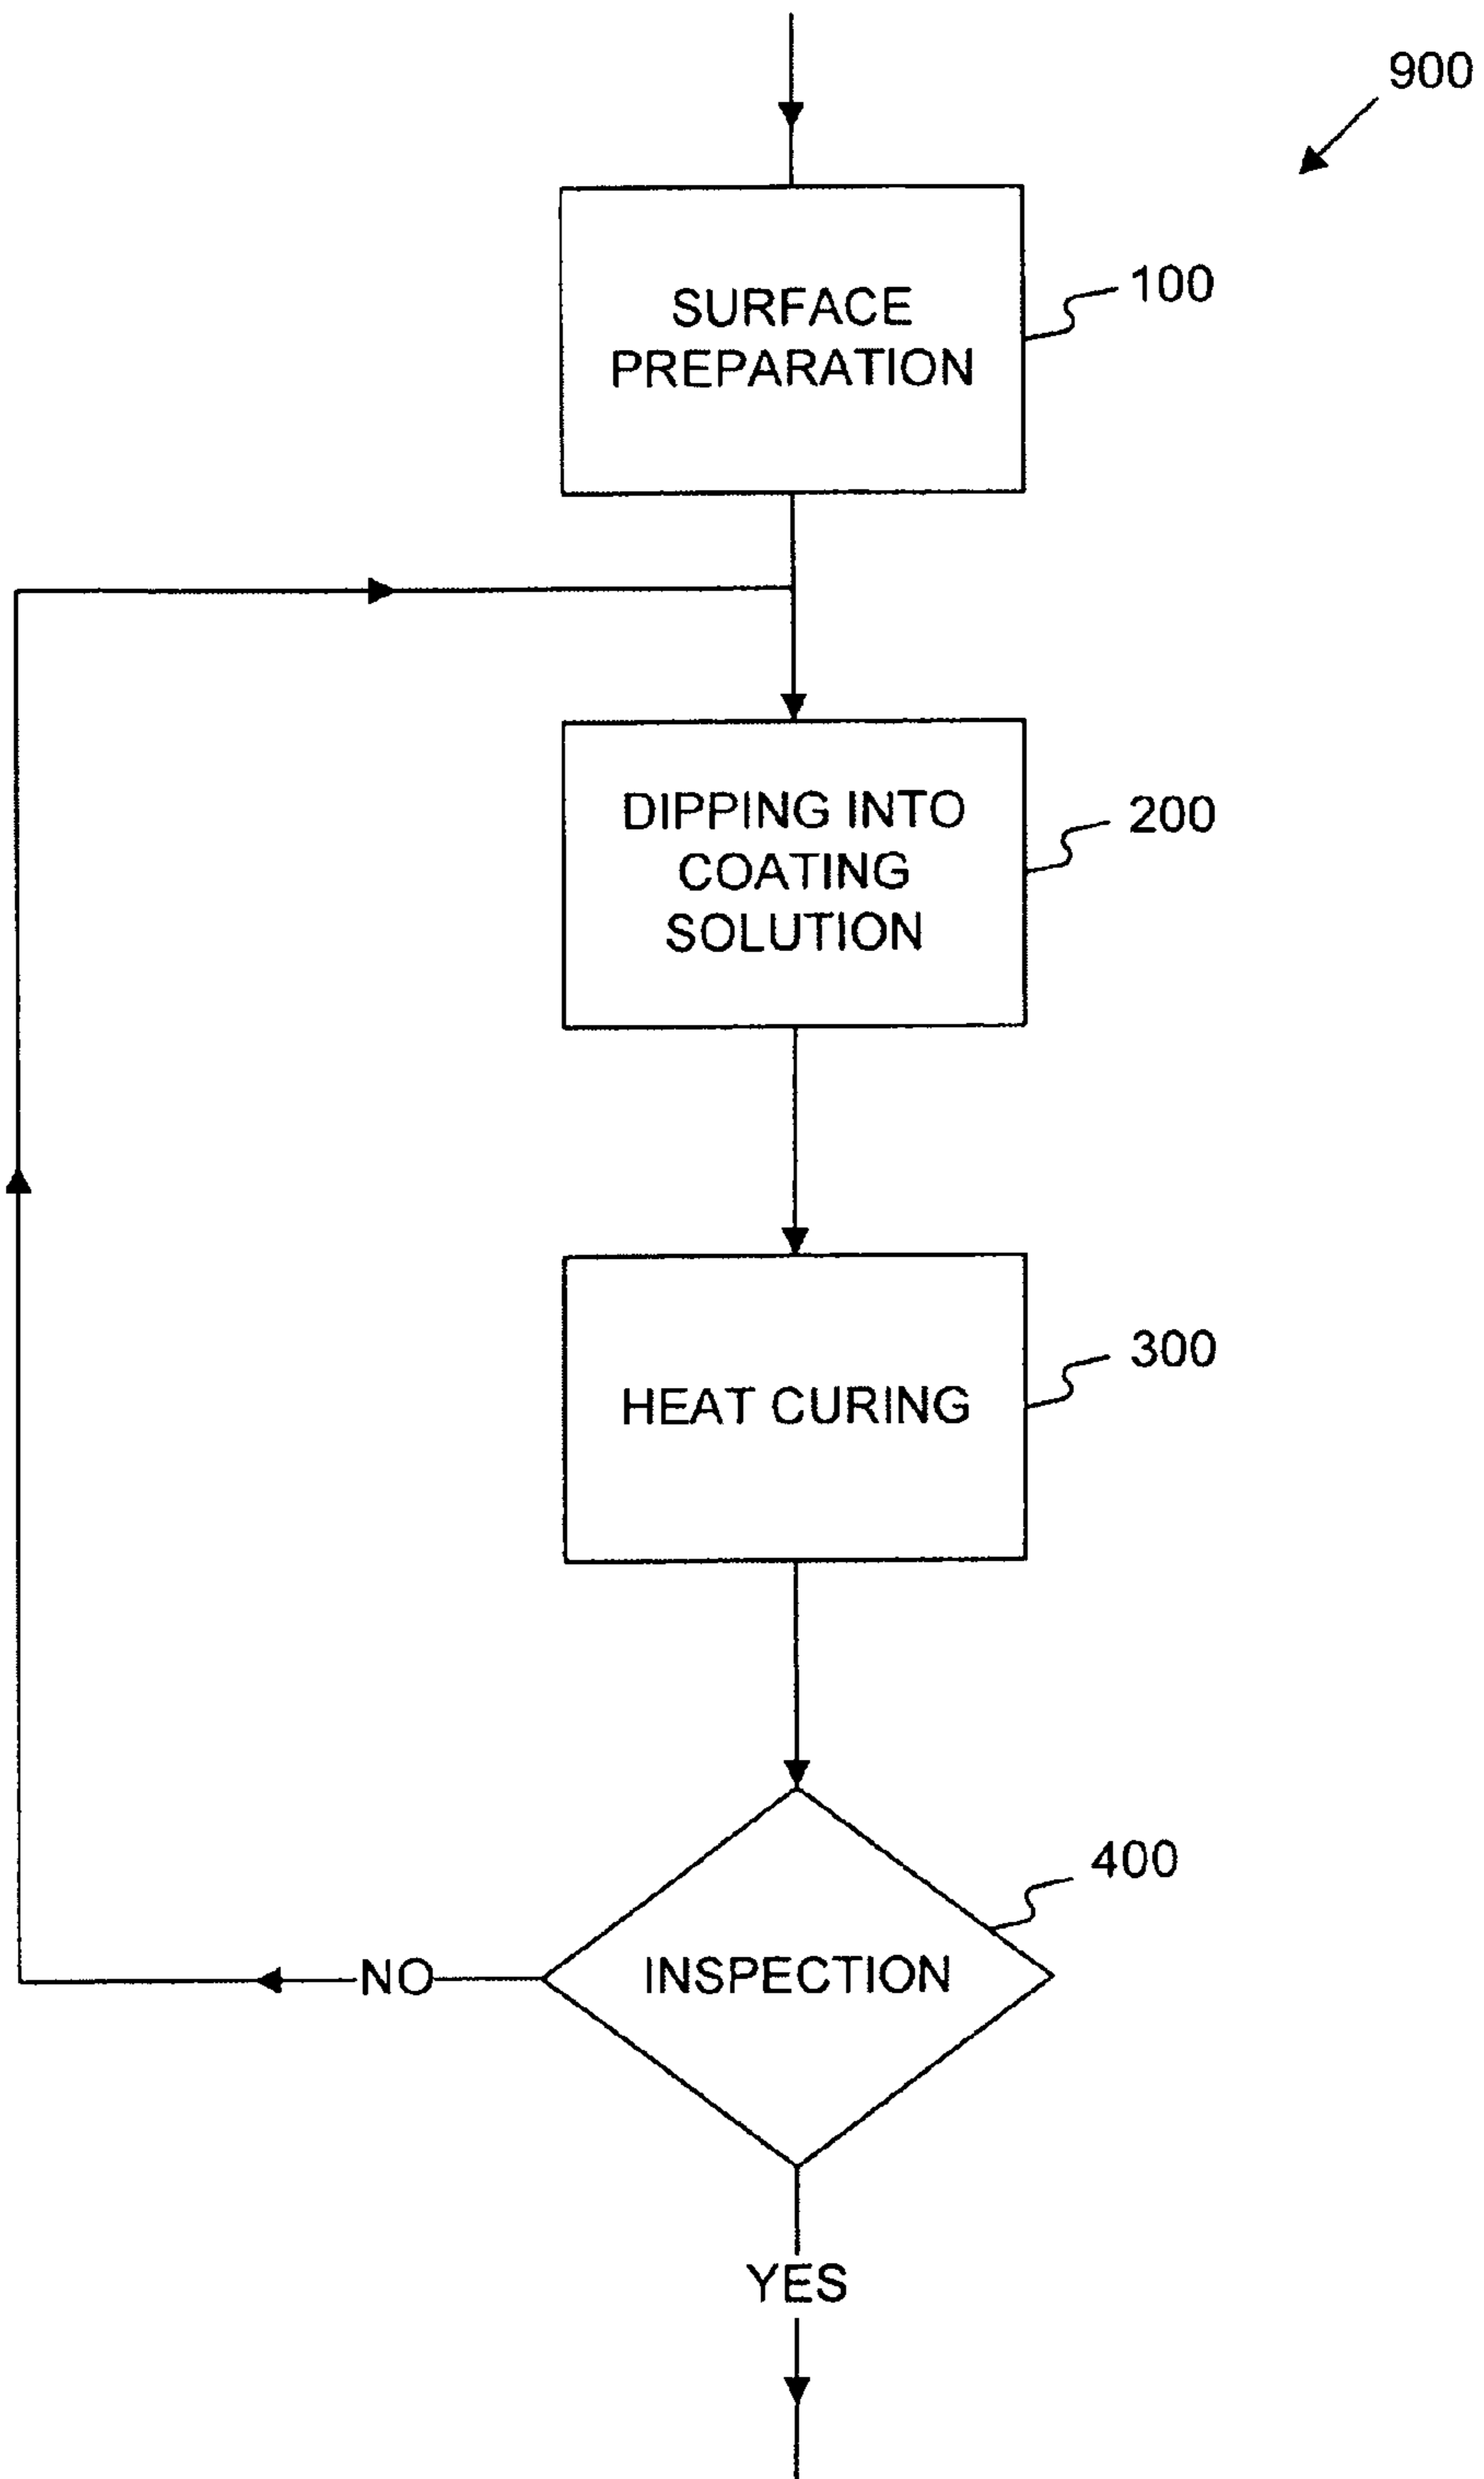 900
SURFACE
PREPARATION
100
DIPPING INTO
COATING
SOLUTION
200
HEAT CURING
300
400
INSPECTION
NO
YES